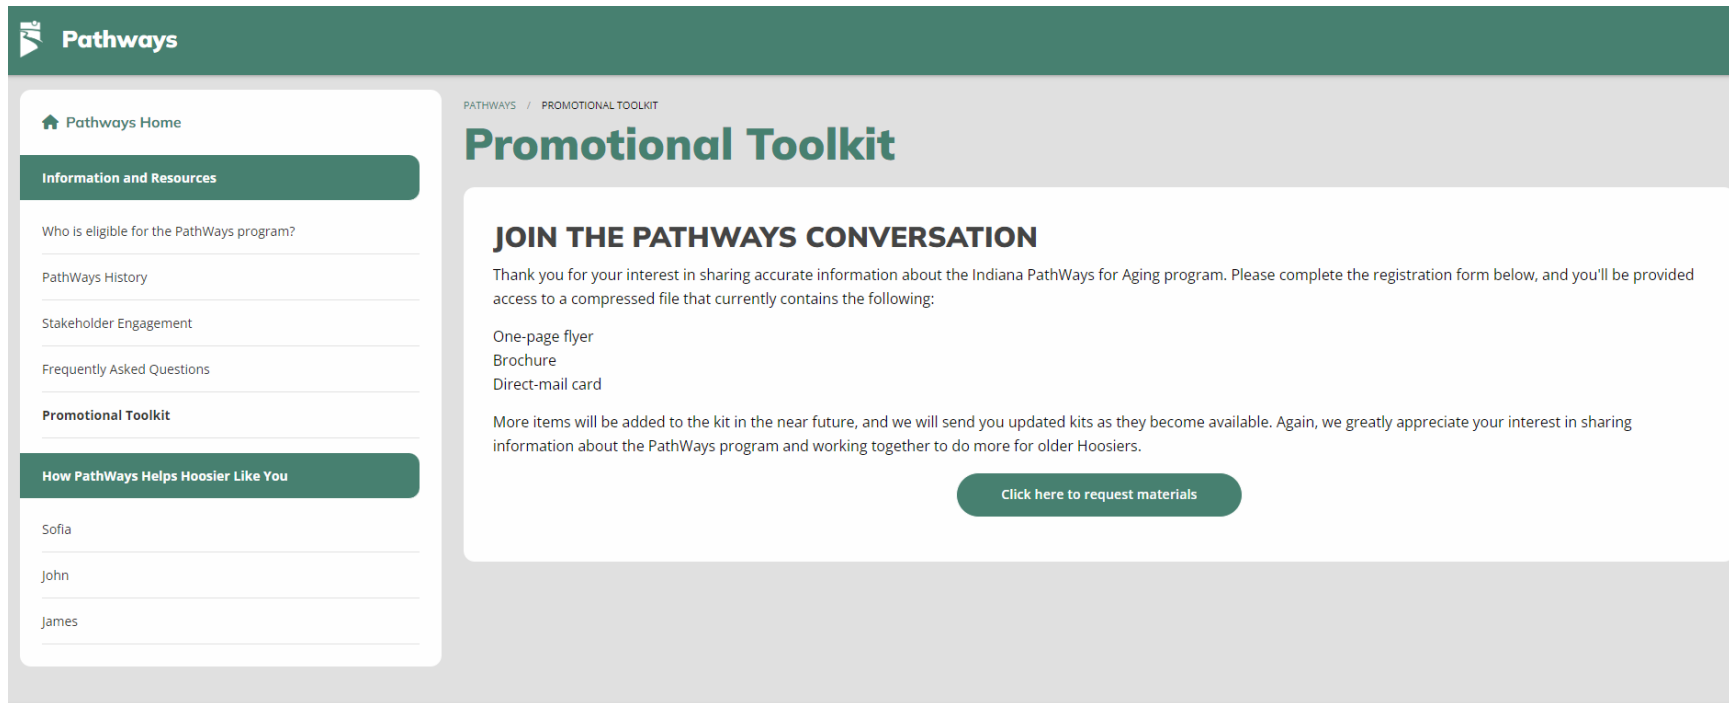 Pathways
Pathways Home
Information and Resources
Who is eligible for the PathWays program?
PathWays History
Stakeholder Engagement
Frequently Asked Questions
Promotional Toolkit
How PathWays Helps Hoosier Like You
Sofia
John
James
PATHWAYS / PROMOTIONAL TOOLKIT
Promotional Toolkit
JOIN THE PATHWAYS CONVERSATION
Thank you for your interest in sharing accurate information about the Indiana PathWays for Aging program. Please complete the registration form below, and you'll be provided
access to a compressed file that currently contains the following:
One-page flyer
Brochure
Direct-mail card
More items will be added to the kit in the near future, and we will send you updated kits as they become available. Again, we greatly appreciate your interest in sharing
information about the PathWays program and working together to do more for older Hoosiers.
Click here to request materials